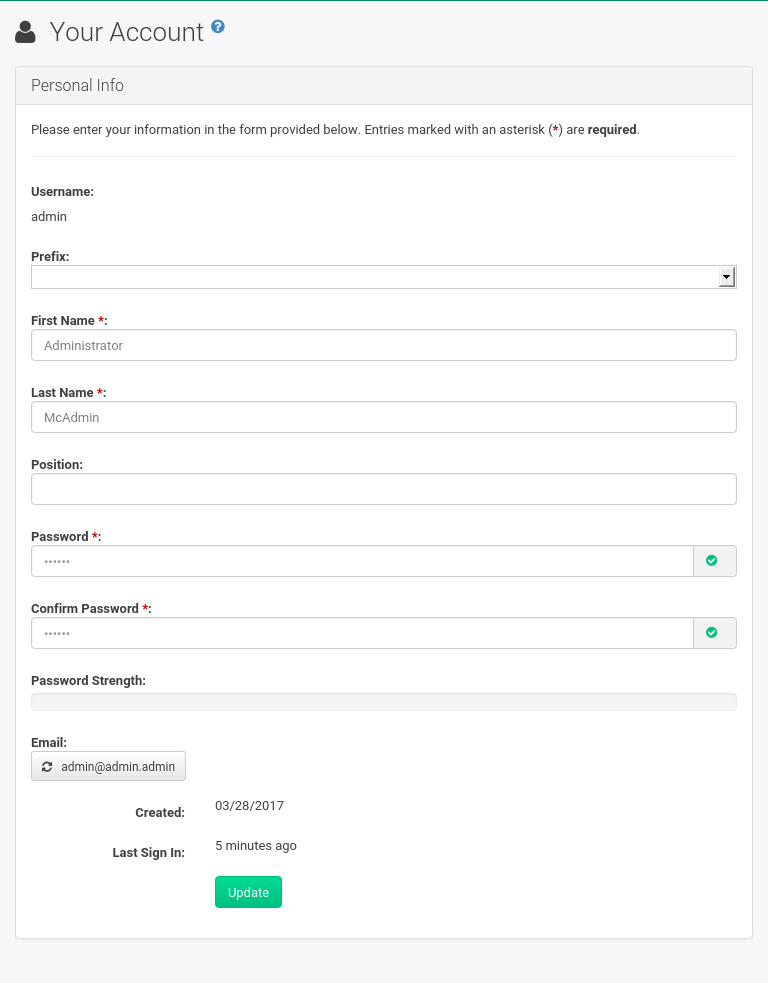 Your Account ?
Personal Info
Please enter your information in the form provided below. Entries marked with an asterisk (*) are required.
Username:
admin
Prefix:
First Name *:
Administrator
Last Name *:
McAdmin
Position:
Password *:
••••••
Confirm Password *:
••••••
Password Strength:
Email:
admin@admin.admin
Created: 03/28/2017
Last Sign In: 5 minutes ago
Update